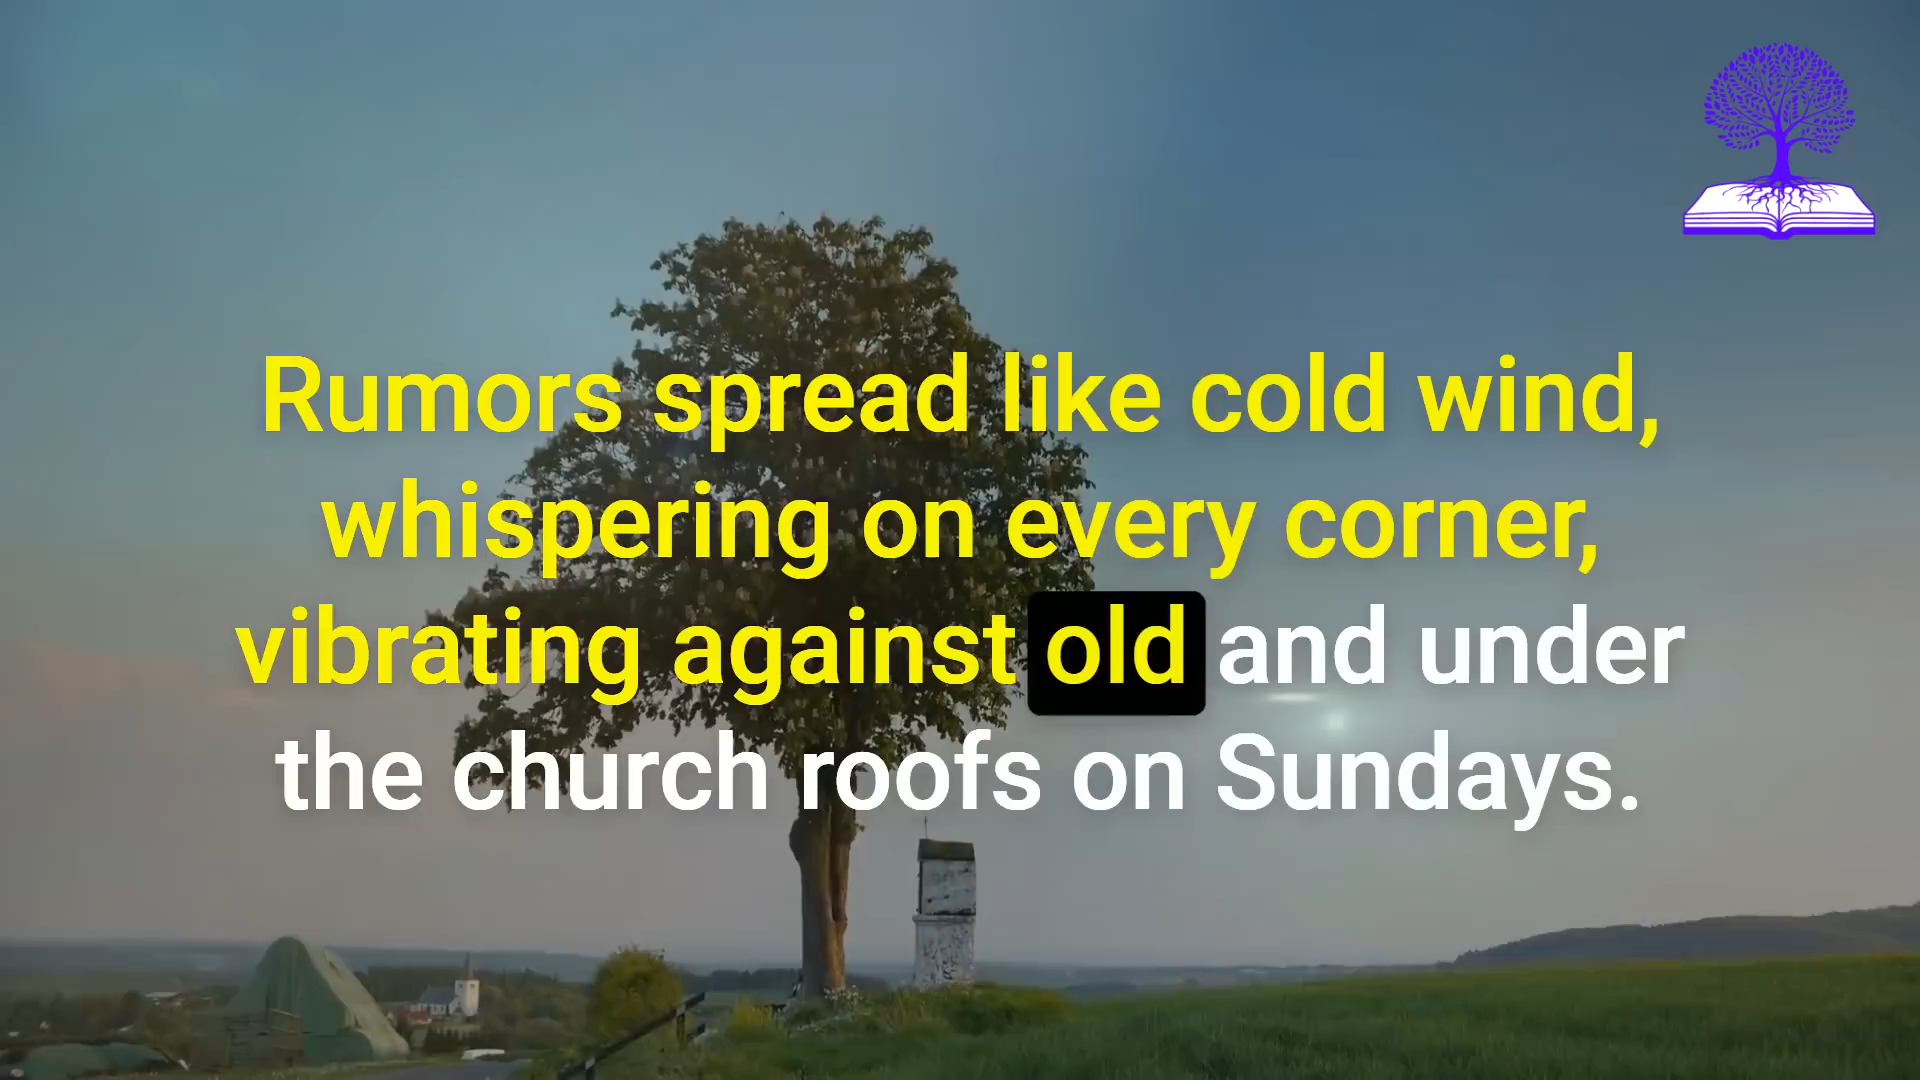 Rumors spread like cold wind,
whispering on every corner,
vibrating against old and under
the church roofs on Sundays.